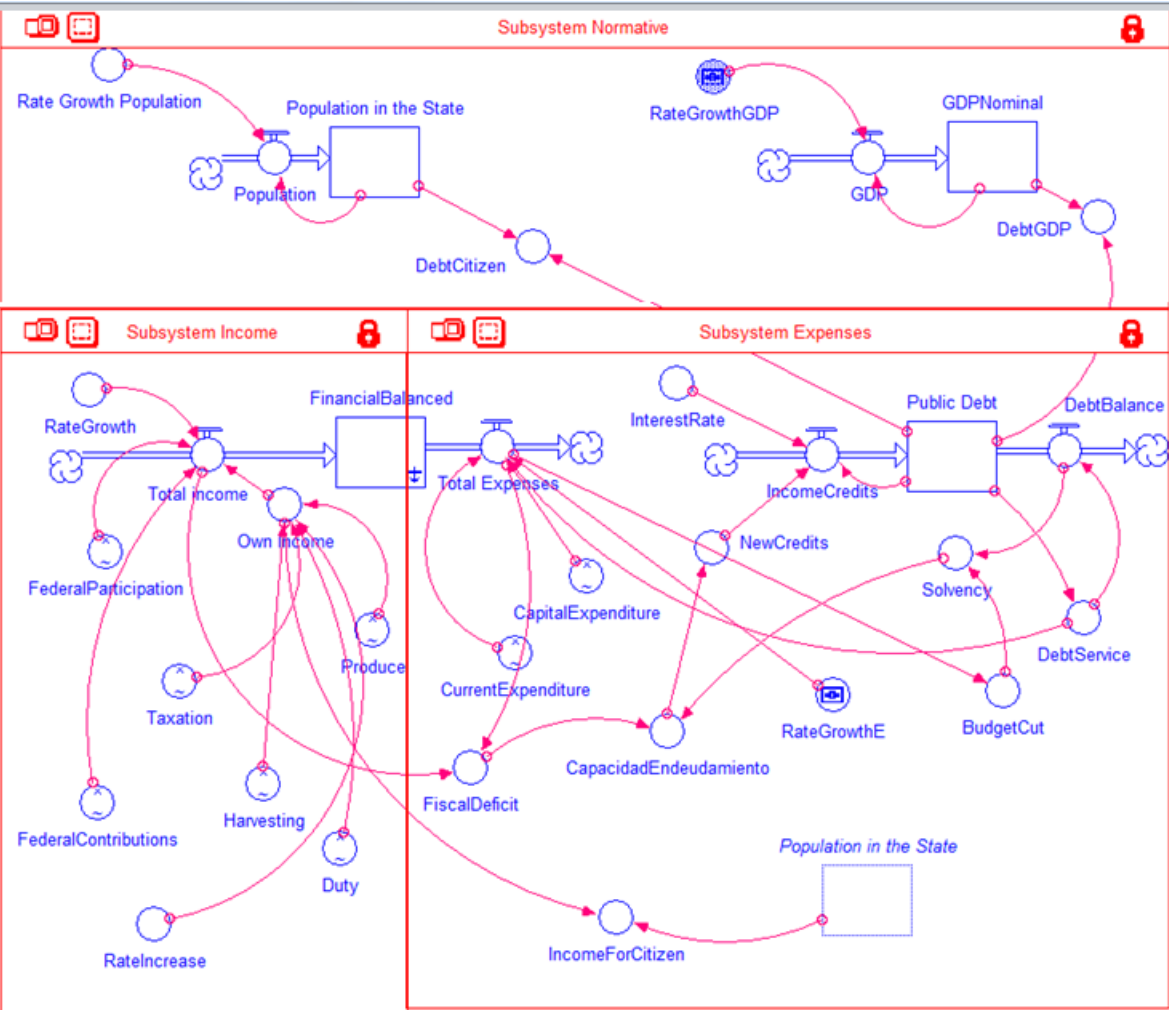 Subsystem Normative
Rate Growth Population
Population in the State
Population
DebtCitizen
RateGrowthGDP
GDPNominal
GDP
DebtGDP
Subsystem Income
RateGrowth
FinancialBalanced
Total Income
Own Income
FederalParticipation
Produce
Taxation
Harvesting
FederalContributions
Duty
RateIncrease
Subsystem Expenses
InterestRate
Public Debt
DebtBalance
Total Expenses
IncomeCredits
NewCredits
Solvency
CapitalExpenditure
DebtService
CurrentExpenditure
RateGrowthE
BudgetCut
CapacidadEndeudamiento
FiscalDeficit
Population in the State
IncomeForCitizen